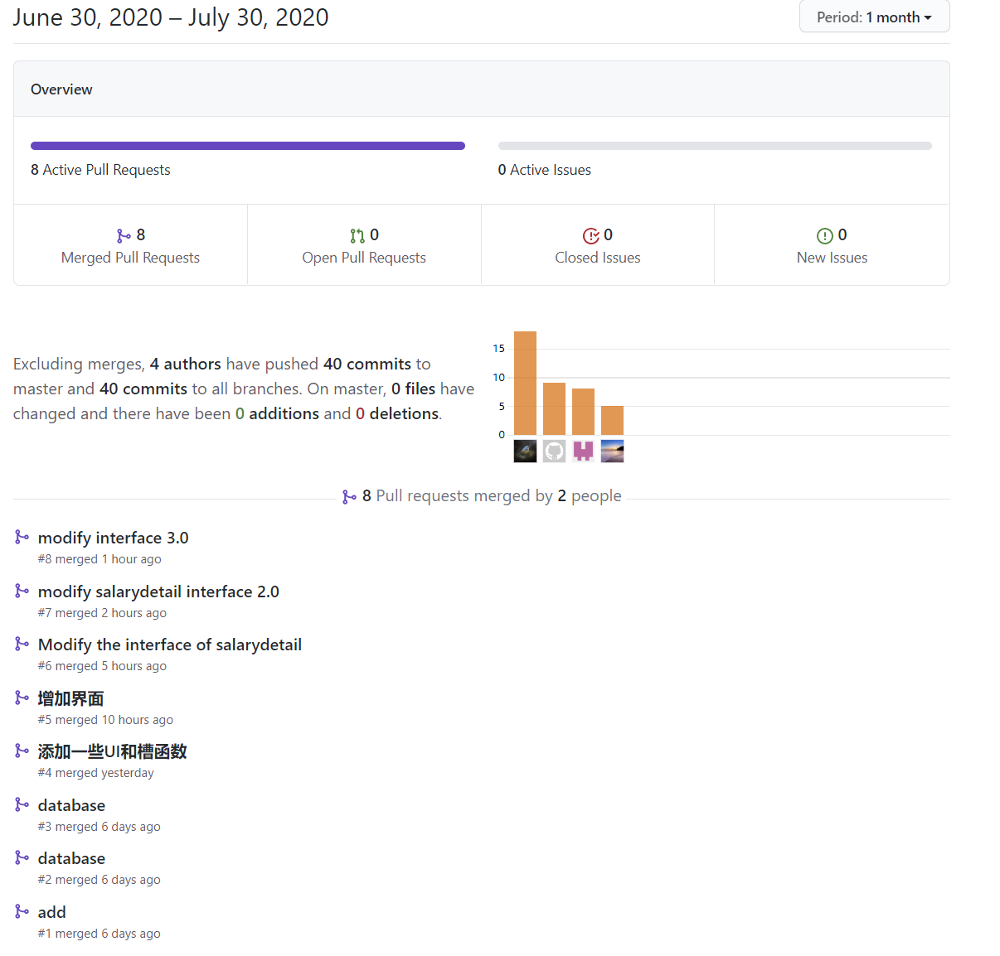 June 30, 2020 – July 30, 2020
Period: 1 month
Overview
8 Active Pull Requests
0 Active Issues
8
Merged Pull Requests
0
Open Pull Requests
0
Closed Issues
0
New Issues
Excluding merges, 4 authors have pushed 40 commits to
master and 40 commits to all branches. On master, 0 files have
changed and there have been 0 additions and 0 deletions.
15
10
5
0
8 Pull requests merged by 2 people
modify interface 3.0
#8 merged 1 hour ago
modify salarydetail interface 2.0
#7 merged 2 hours ago
Modify the interface of salarydetail
#6 merged 5 hours ago
增加界面
#5 merged 10 hours ago
添加一些UI和槽函数
#4 merged yesterday
database
#3 merged 6 days ago
database
#2 merged 6 days ago
add
#1 merged 6 days ago